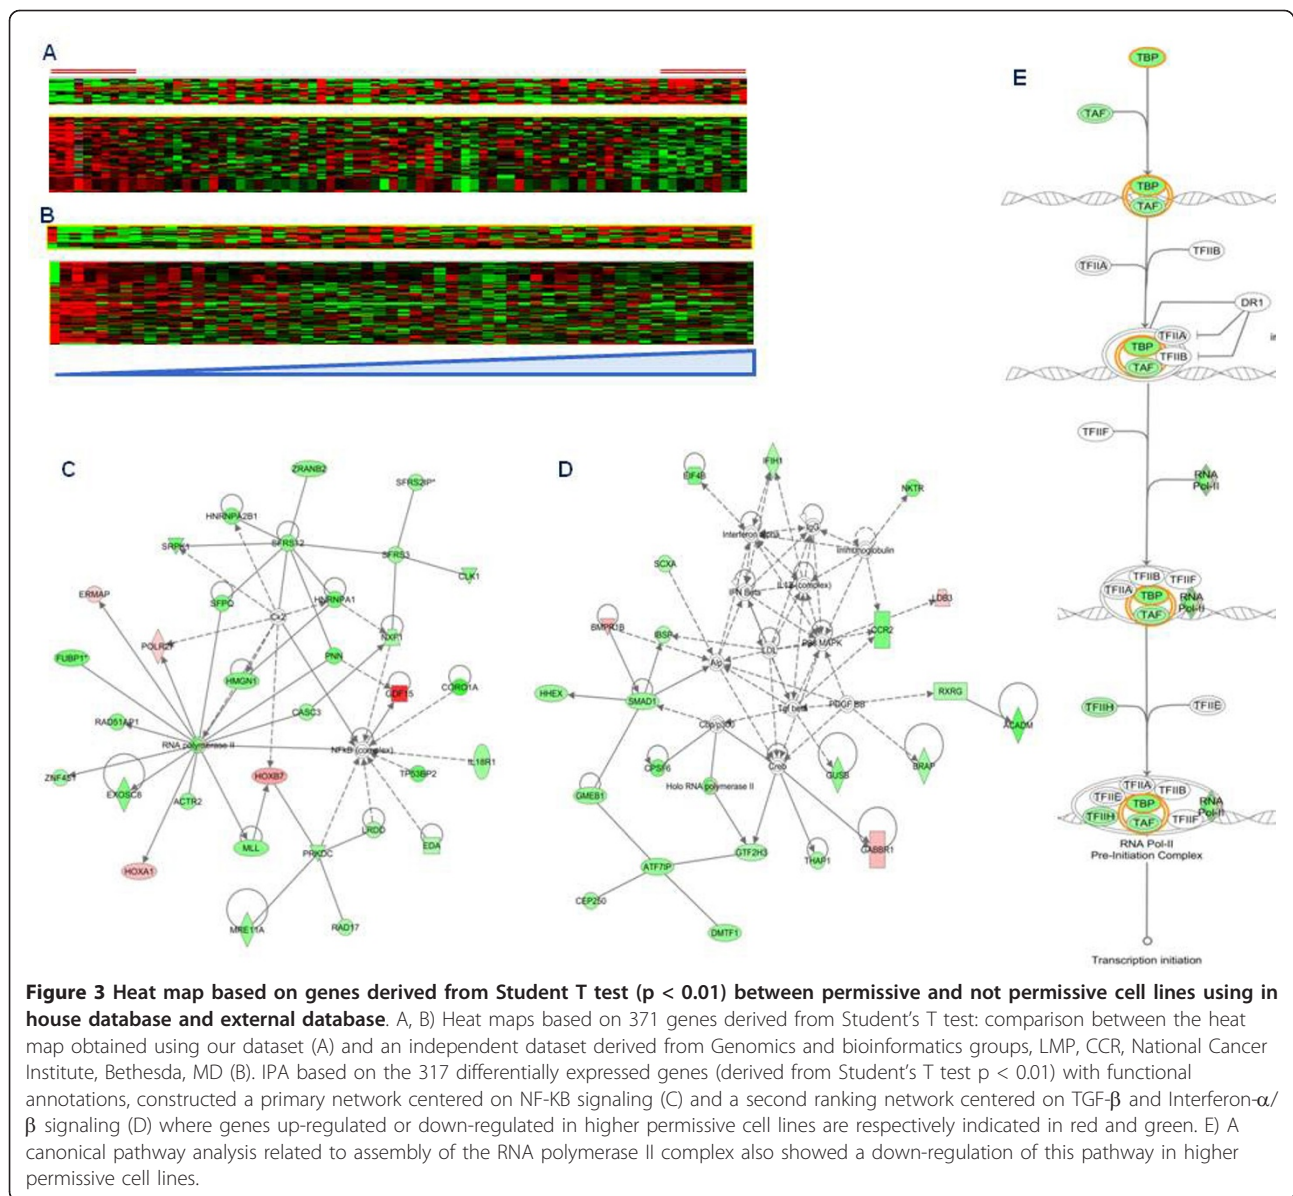 A
B
E
TBP
TAF
TBP
TAF
TFIIB
TFIIA
DR1
TFIIA
TBP
TFIIB
TAF
in
TFIIF
RNA
Pol-II
TFIIB
TFIIF
TFIIA
TBP
RNA
Pol-II
TAF
TFIIH
TFIIE
TFIIA
TFIIB
TFIIE
TBP
RNA
Pol-II
TFIIH
TAF
TFIIF
RNA Pol-II
Pre-Initiation Complex
Transcription initiation
C
ZRANB2
SFRS2IP*
HNRNPA2B1
SRPK1
SFRS12
SFRS3
CLK1
ERMAP
SFPQ
HNRNPA1
Ck2
NXF1
POLR2F
PNN
FUBP1*
HMGN1
GDF15
CORO1A
CASC3
RAD51AP1
RNA polymerase II
NFkB (complex)
IL18R1
ZNF451
HOXB7
TP53BP2
EXOSC8
ACTR2
LRDD
MLL
PRKDC
EDA
HOXA1
MRE11A
RAD17
D
IFIH1
EIF4B
NKTR
Interferon alpha
IgG
Immunoglobulin
SCXA
IL12 (complex)
IFN Beta
LDB3
BMPR1B
IBSP
P38 MAPK
CCR2
LDL
Alp
HHEX
SMAD1
RXRG
Tgf beta
PDGF BB
ACADM
Cbp/p300
CPSF6
Creb
GUSB
BRAP
Holo RNA polymerase II
GMEB1
GTF2H3
THAP1
GABBR1
ATF7IP
CEP250
DMTF1
Figure 3 Heat map based on genes derived from Student T test (p < 0.01) between permissive and not permissive cell lines using in
house database and external database. A, B) Heat maps based on 371 genes derived from Student's T test: comparison between the heat
map obtained using our dataset (A) and an independent dataset derived from Genomics and bioinformatics groups, LMP, CCR, National Cancer
Institute, Bethesda, MD (B). IPA based on the 317 differentially expressed genes (derived from Student's T test p < 0.01) with functional
annotations, constructed a primary network centered on NF-KB signaling (C) and a second ranking network centered on TGF-β and Interferon-α/
β signaling (D) where genes up-regulated or down-regulated in higher permissive cell lines are respectively indicated in red and green. E) A
canonical pathway analysis related to assembly of the RNA polymerase II complex also showed a down-regulation of this pathway in higher
permissive cell lines.